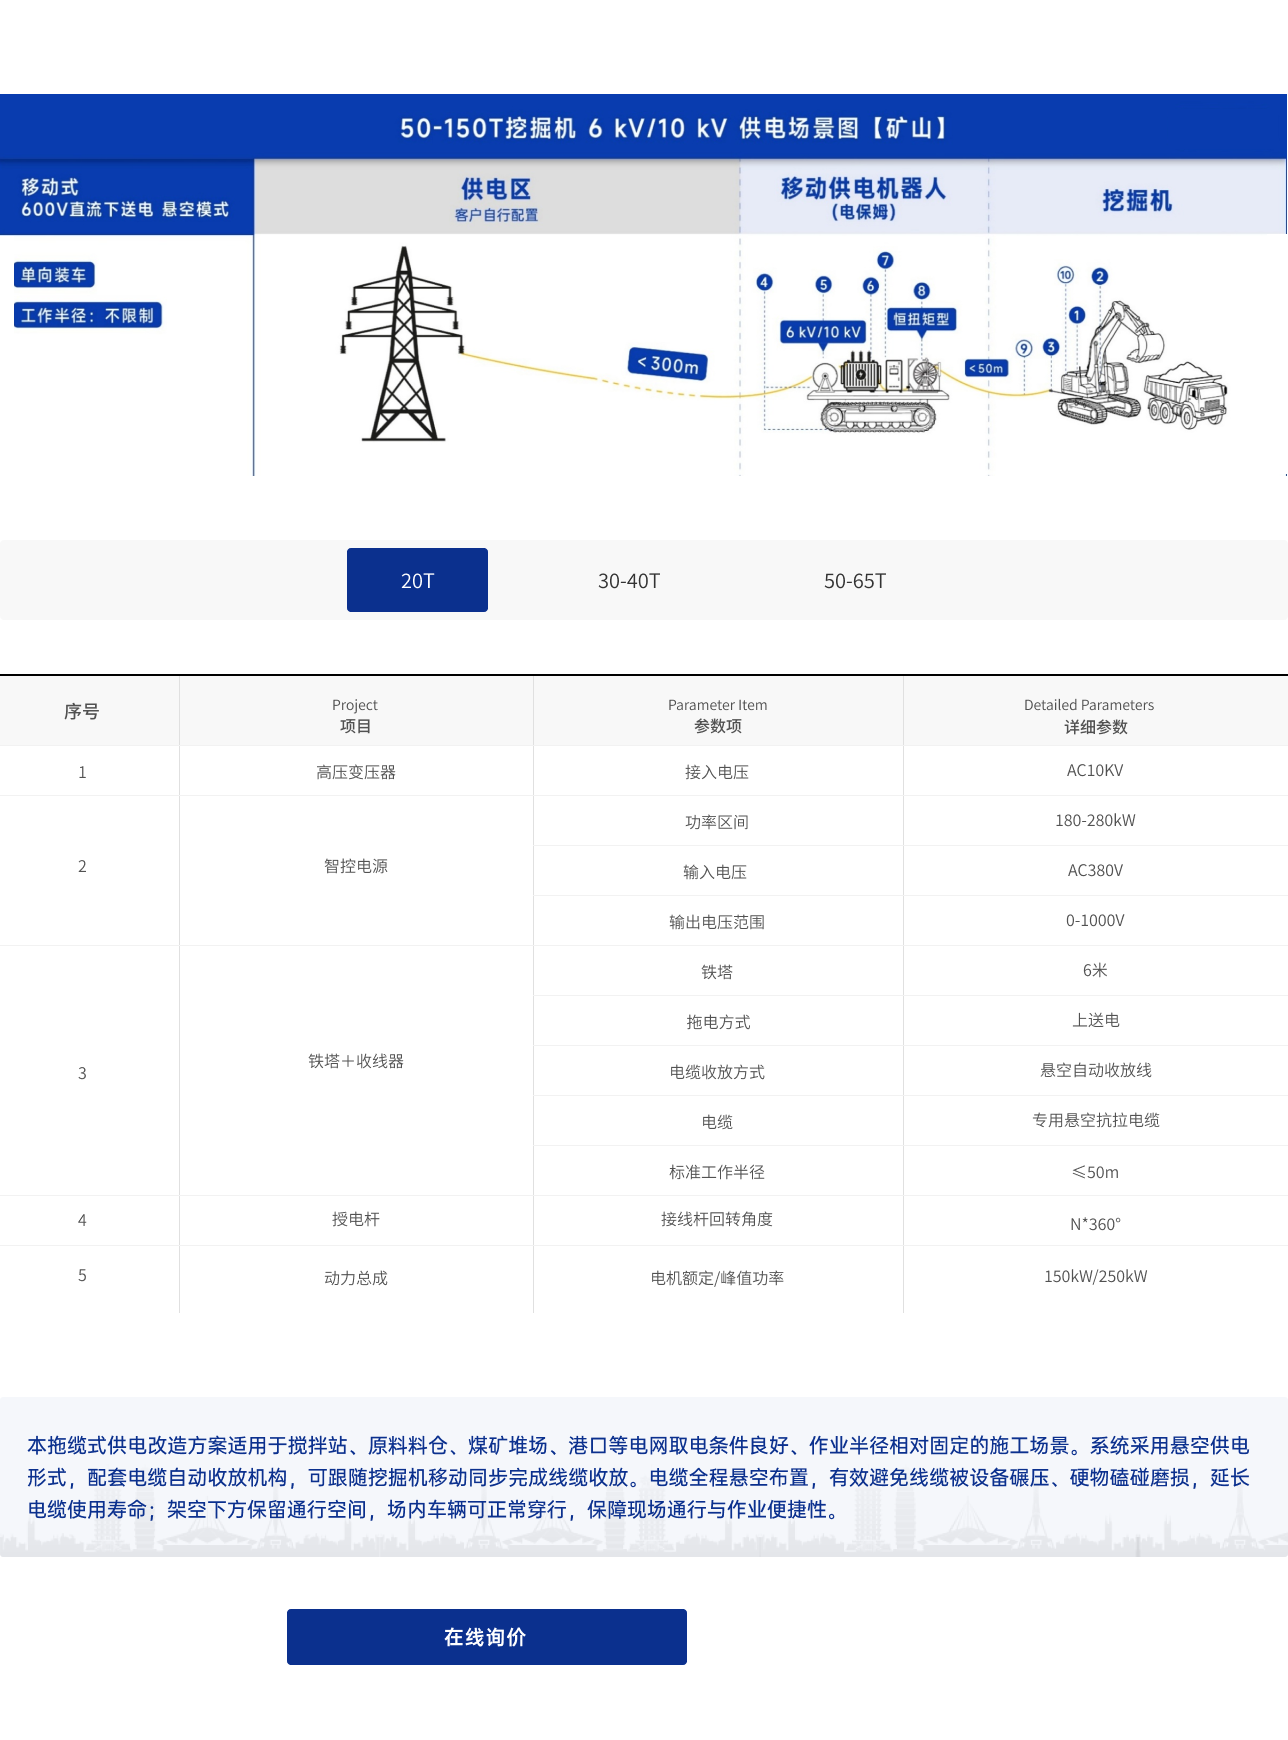 50-150T挖掘机 6 kV/10 kV 供电场景图【矿山】
移动式
600V直流下送电 悬空模式
供电区
客户自行配置
移动供电机器人
(电保姆)
挖掘机
单向装车
工作半径：不限制
<300m
4
5
6
7
8
6 kV/10 kV
恒扭矩型
<50m
9
3
1
10
2
20T
30-40T
50-65T
序号
Project
项目
Parameter Item
参数项
Detailed Parameters
详细参数
1
高压变压器
接入电压
AC10KV
2
智控电源
功率区间
180-280kW
输入电压
AC380V
输出电压范围
0-1000V
3
铁塔＋收线器
铁塔
6米
拖电方式
上送电
电缆收放方式
悬空自动收放线
电缆
专用悬空抗拉电缆
标准工作半径
≤50m
4
授电杆
接线杆回转角度
N*360°
5
动力总成
电机额定/峰值功率
150kW/250kW
本拖缆式供电改造方案适用于搅拌站、原料料仓、煤矿堆场、港口等电网取电条件良好、作业半径相对固定的施工场景。系统采用悬空供电
形式，配套电缆自动收放机构，可跟随挖掘机移动同步完成线缆收放。电缆全程悬空布置，有效避免线缆被设备碾压、硬物磕碰磨损，延长
电缆使用寿命；架空下方保留通行空间，场内车辆可正常穿行，保障现场通行与作业便捷性。
在线询价